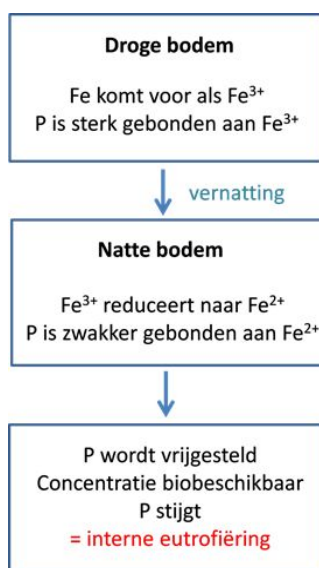 Droge bodem
Fe komt voor als Fe³⁺
P is sterk gebonden aan Fe³⁺
vernatting
Natte bodem
Fe³⁺ reduceert naar Fe²⁺
P is zwakker gebonden aan Fe²⁺
P wordt vrijgesteld
Concentratie biobeschikbaar
P stijgt
= interne eutrofiëring